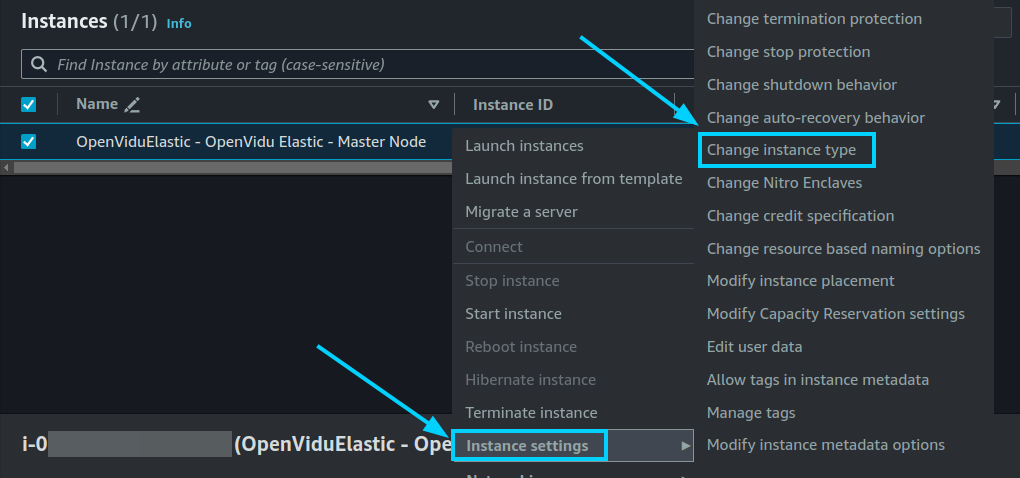 Instances (1/1) Info
Find Instance by attribute or tag (case-sensitive)
Name
Instance ID
OpenViduElastic - OpenVidu Elastic - Master Node
Launch instances
Launch instance from template
Migrate a server
Connect
Stop instance
Start instance
Reboot instance
Hibernate instance
Terminate instance
Instance settings
Change termination protection
Change stop protection
Change shutdown behavior
Change auto-recovery behavior
Change instance type
Change Nitro Enclaves
Change credit specification
Change resource based naming options
Modify instance placement
Modify Capacity Reservation settings
Edit user data
Allow tags in instance metadata
Manage tags
Modify instance metadata options
i-0 (OpenViduElastic - Ope